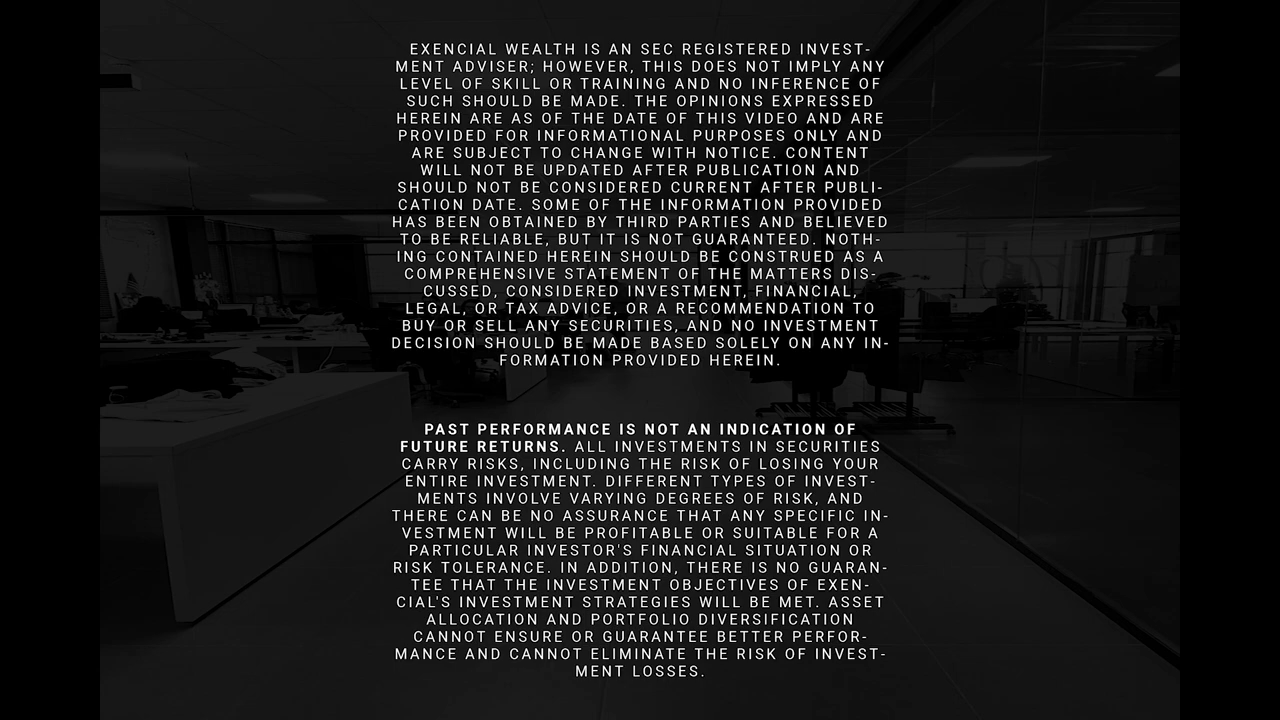 EXENCIAL WEALTH IS AN SEC REGISTERED INVEST-
MENT ADVISER; HOWEVER, THIS DOES NOT IMPLY ANY
LEVEL OF SKILL OR TRAINING AND NO INFERENCE OF
SUCH SHOULD BE MADE. THE OPINIONS EXPRESSED
HEREIN ARE AS OF THE DATE OF THIS VIDEO AND ARE
PROVIDED FOR INFORMATIONAL PURPOSES ONLY AND
ARE SUBJECT TO CHANGE WITH NOTICE. CONTENT
WILL NOT BE UPDATED AFTER PUBLICATION AND
SHOULD NOT BE CONSIDERED CURRENT AFTER PUBLI-
CATION DATE. SOME OF THE INFORMATION PROVIDED
HAS BEEN OBTAINED BY THIRD PARTIES AND BELIEVED
TO BE RELIABLE, BUT IT IS NOT GUARANTEED. NOTH-
ING CONTAINED HEREIN SHOULD BE CONSTRUED AS A
COMPREHENSIVE STATEMENT OF THE MATTERS DIS-
CUSSED, CONSIDERED INVESTMENT, FINANCIAL,
LEGAL, OR TAX ADVICE, OR A RECOMMENDATION TO
BUY OR SELL ANY SECURITIES, AND NO INVESTMENT
DECISION SHOULD BE MADE BASED SOLELY ON ANY IN-
FORMATION PROVIDED HEREIN.
PAST PERFORMANCE IS NOT AN INDICATION OF
FUTURE RETURNS. ALL INVESTMENTS IN SECURITIES
CARRY RISKS, INCLUDING THE RISK OF LOSING YOUR
ENTIRE INVESTMENT. DIFFERENT TYPES OF INVEST-
MENTS INVOLVE VARYING DEGREES OF RISK, AND
THERE CAN BE NO ASSURANCE THAT ANY SPECIFIC IN-
VESTMENT WILL BE PROFITABLE OR SUITABLE FOR A
PARTICULAR INVESTOR'S FINANCIAL SITUATION OR
RISK TOLERANCE. IN ADDITION, THERE IS NO GUARAN-
TEE THAT THE INVESTMENT OBJECTIVES OF EXEN-
CIAL'S INVESTMENT STRATEGIES WILL BE MET. ASSET
ALLOCATION AND PORTFOLIO DIVERSIFICATION
CANNOT ENSURE OR GUARANTEE BETTER PERFOR-
MANCE AND CANNOT ELIMINATE THE RISK OF INVEST-
MENT LOSSES.